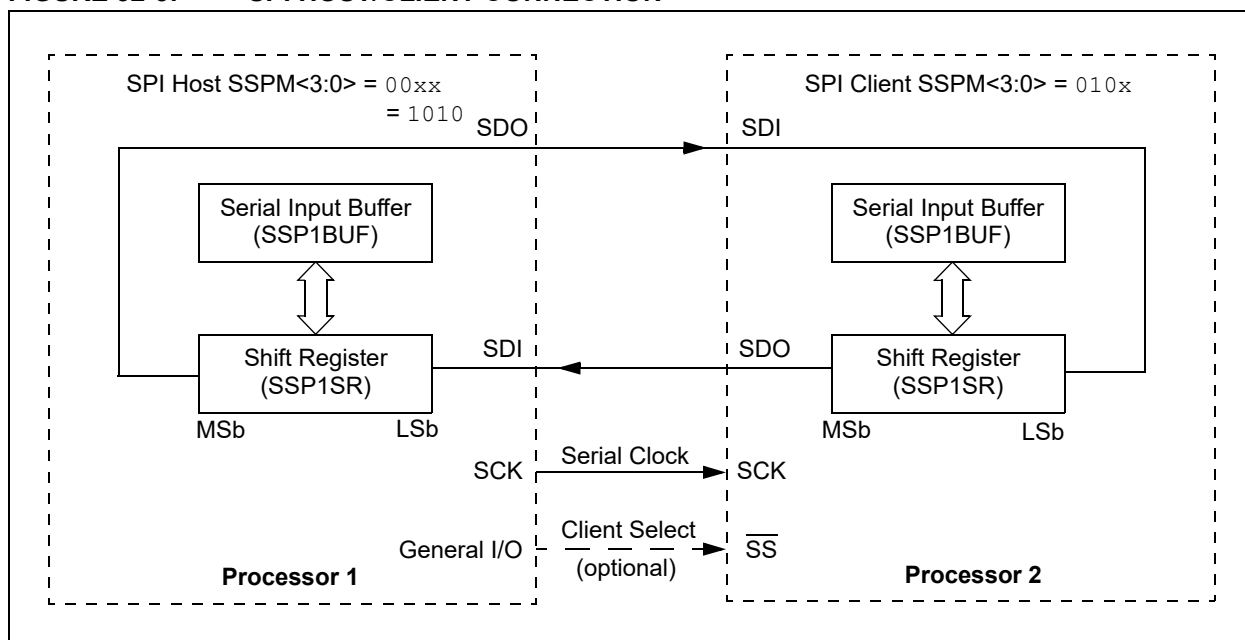 SPI Host SSPM<3:0> = 00xx
= 1010
SPI Client SSPM<3:0> = 010x
SDO
SDI
Serial Input Buffer
(SSP1BUF)
Serial Input Buffer
(SSP1BUF)
Shift Register
(SSP1SR)
SDI
SDO
Shift Register
(SSP1SR)
MSb
LSb
MSb
LSb
SCK
Serial Clock
SCK
General I/O
Client Select
(optional)
SS
Processor 1
Processor 2